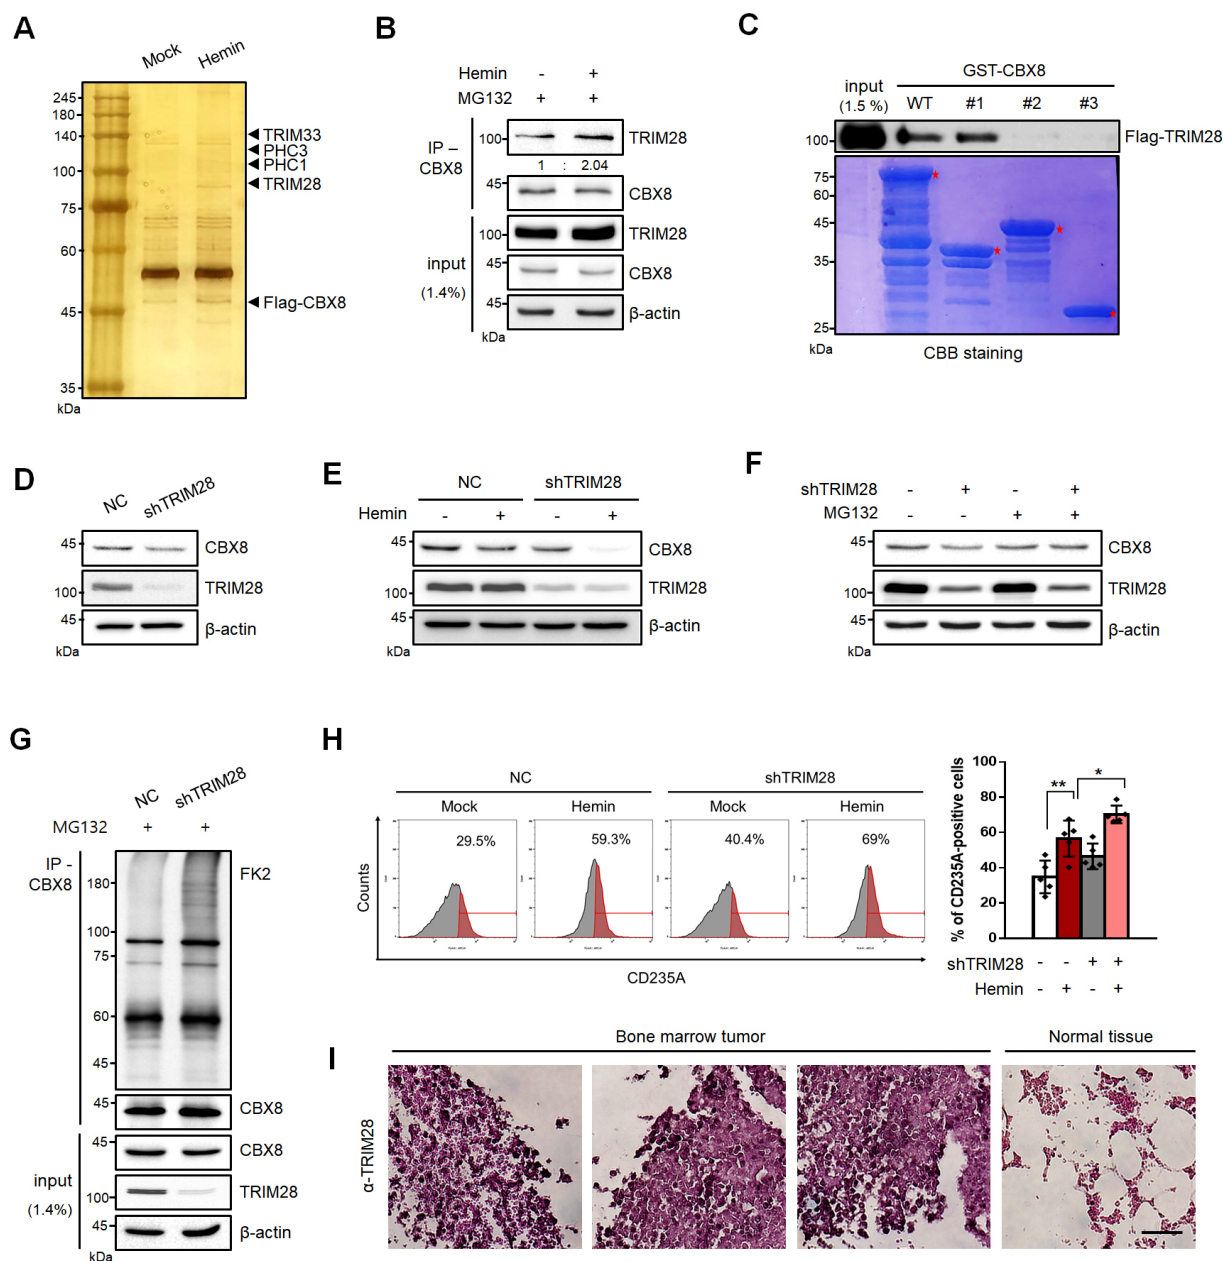 A
Mock
Hemin
245
180
140
100
75
60
45
35
kDa
TRIM33
PHC3
PHC1
TRIM28
Flag-CBX8
B
Hemin - +
MG132 + +
IP –
CBX8
100
TRIM28
1 : 2.04
45
CBX8
input
(1.4%)
100
TRIM28
45
CBX8
45
β-actin
kDa
C
GST-CBX8
input
(1.5 %)
WT #1 #2 #3
100
Flag-TRIM28
75
60
45
35
25
kDa
CBB staining
D
NC
shTRIM28
45
CBX8
100
TRIM28
45
β-actin
kDa
E
NC shTRIM28
Hemin - + - +
45
CBX8
100
TRIM28
45
β-actin
kDa
F
shTRIM28 - + - +
MG132 - - + +
45
CBX8
100
TRIM28
45
β-actin
kDa
G
NC
shTRIM28
MG132 + +
IP -
CBX8
180
100
75
60
45
FK2
45
CBX8
input
(1.4%)
45
CBX8
100
TRIM28
45
β-actin
kDa
H
NC shTRIM28
Mock Hemin Mock Hemin
29.5% 59.3% 40.4% 69%
Counts
CD235A
% of CD235A-positive cells
100
80
60
40
20
0
** *
shTRIM28 - - + +
Hemin - + - +
I
Bone marrow tumor Normal tissue
α-TRIM28